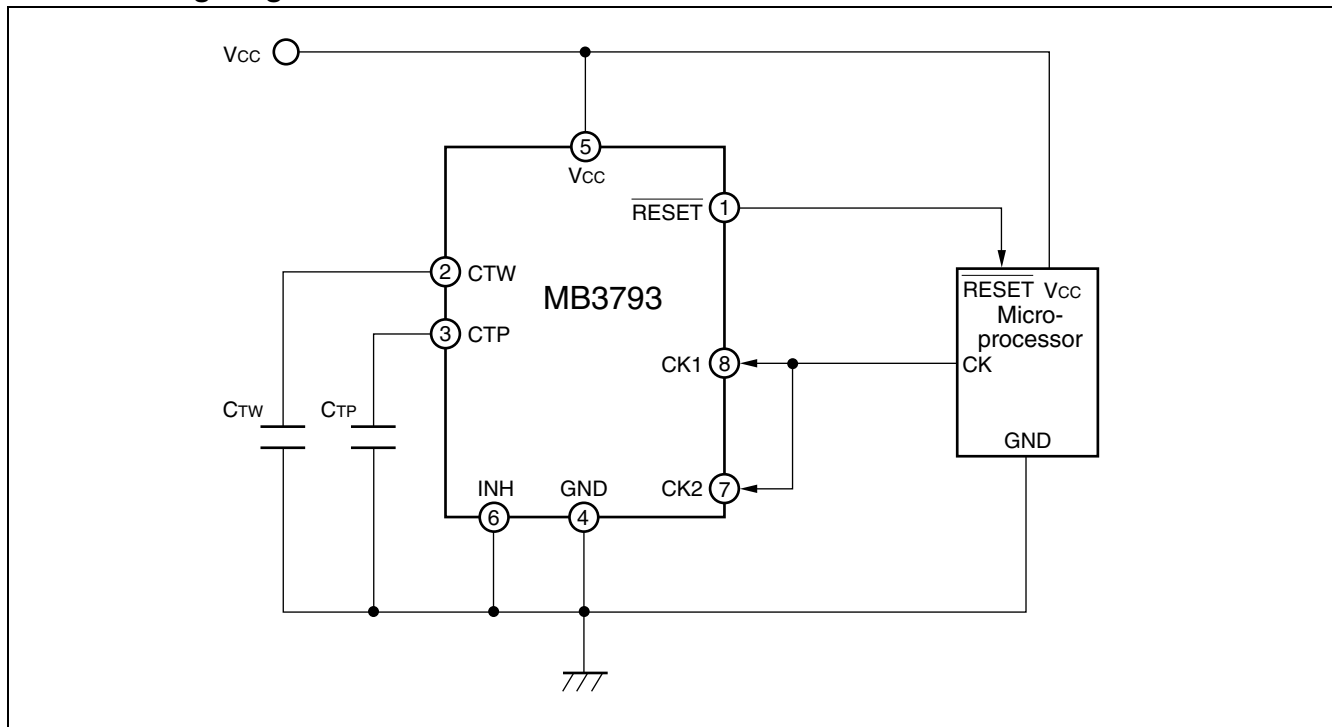 Vcc
5
Vcc
RESET 1
2 CTW
MB3793
RESET Vcc
Micro-
processor
3 CTP
CK1 8
CK
CTW
CTP
GND
INH
GND
CK2 7
6
4